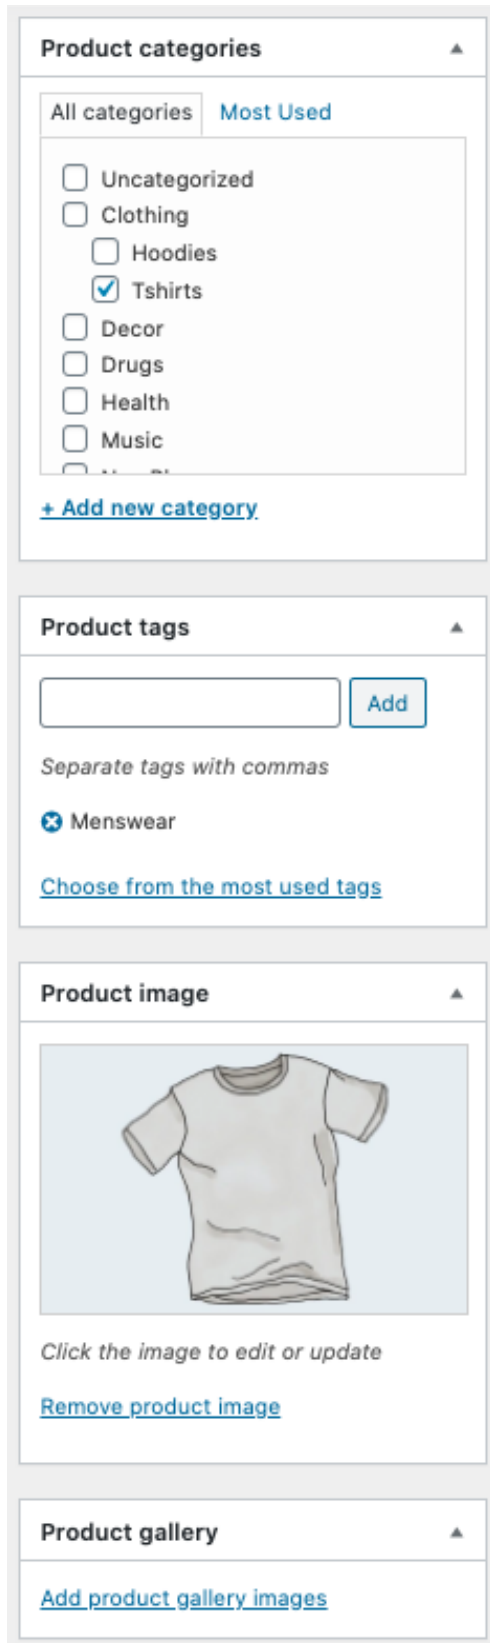 Product categories
All categories Most Used
Uncategorized
Clothing
Hoodies
Tshirts
Decor
Drugs
Health
Music
+ Add new category
Product tags
Add
Separate tags with commas
Menswear
Choose from the most used tags
Product image
Click the image to edit or update
Remove product image
Product gallery
Add product gallery images